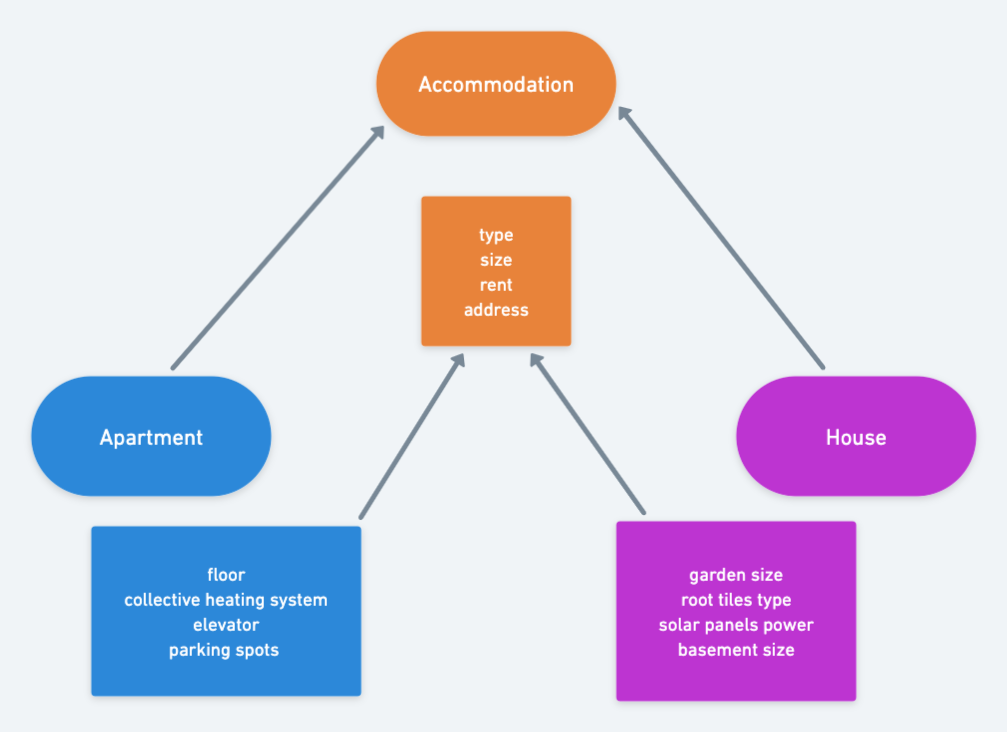 Accommodation
type
size
rent
address
Apartment
House
floor
collective heating system
elevator
parking spots
garden size
root tiles type
solar panels power
basement size